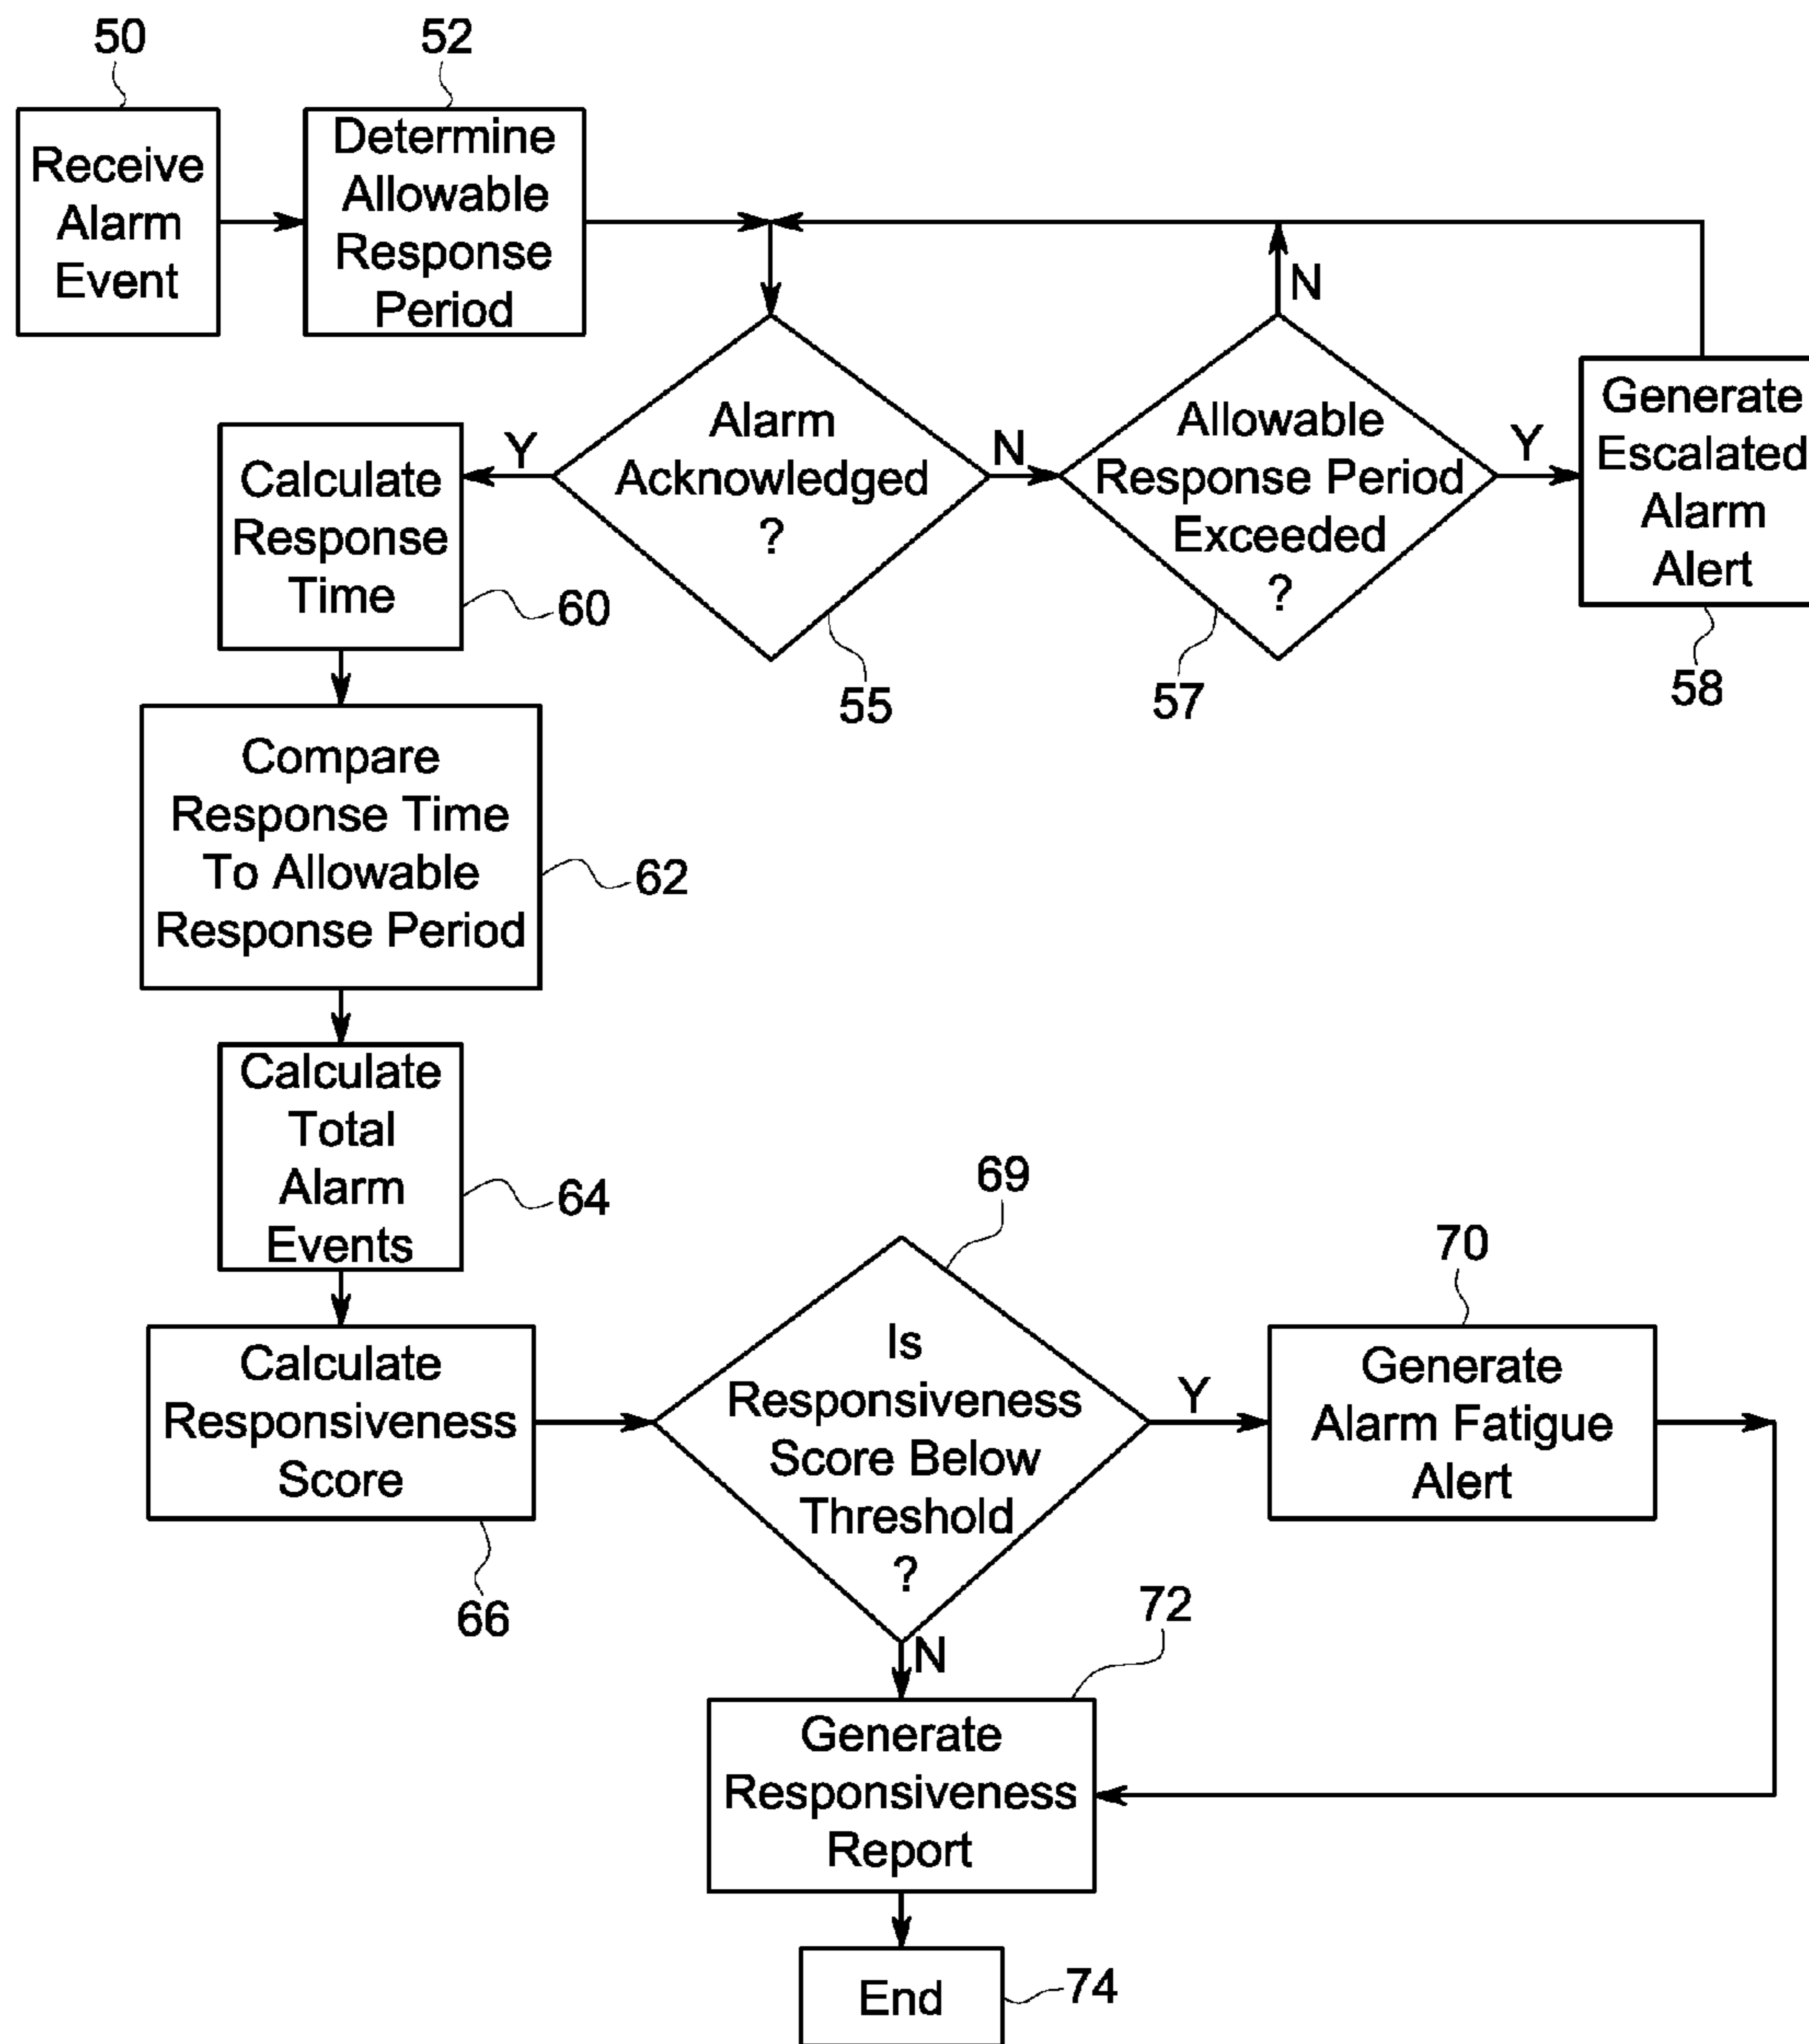 50
52
Receive
Alarm
Event
Determine
Allowable
Response
Period
N
Alarm
Acknowledged
?
Y
N
Allowable
Response Period
Exceeded
?
Y
Generate
Escalated
Alarm
Alert
Calculate
Response
Time
60
55
57
58
Compare
Response Time
To Allowable
Response Period
62
Calculate
Total
Alarm
Events
64
69
70
Calculate
Responsiveness
Score
66
Is
Responsiveness
Score Below
Threshold
?
Y
Generate
Alarm Fatigue
Alert
N
72
Generate
Responsiveness
Report
End
74